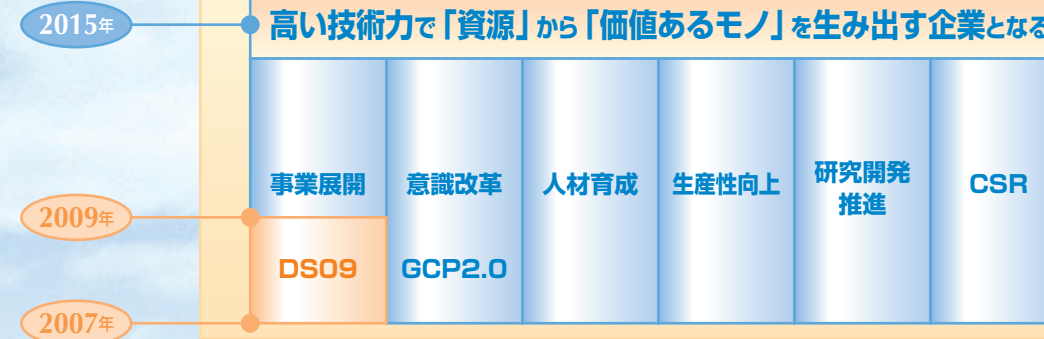 2015年
高い技術力で「資源」から「価値あるモノ」を生み出す企業となる
事業展開
意識改革
人材育成
生産性向上
研究開発
推進
CSR
2009年
DS09
GCP2.0
2007年